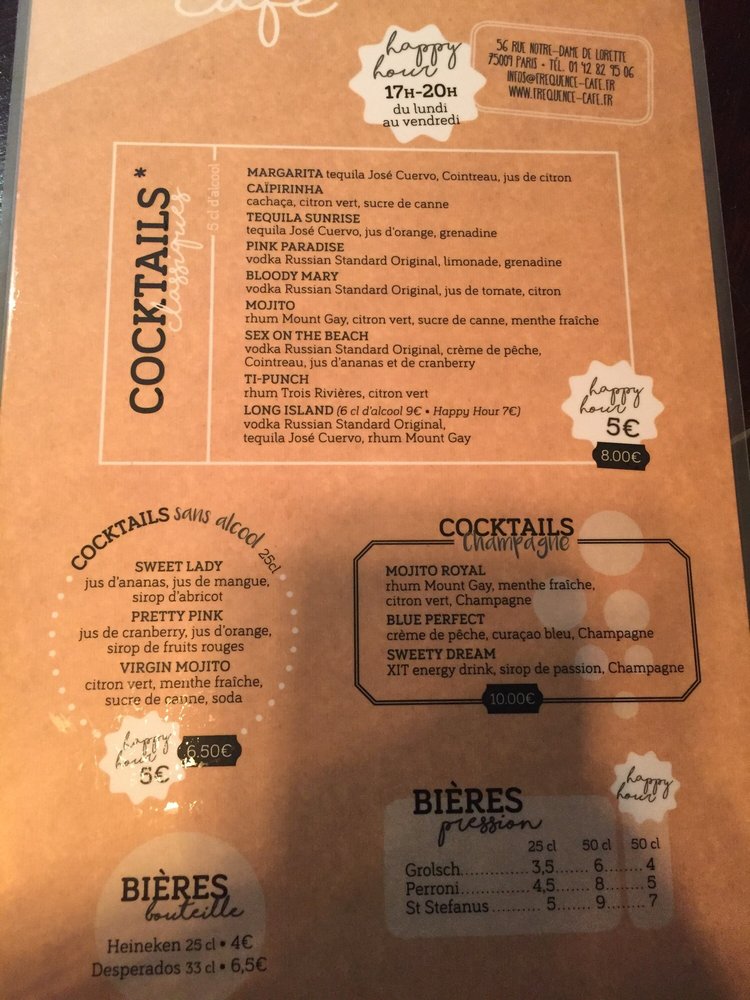 café
happy
hour
17H-20H
du lundi
au vendredi
56 RUE NOTRE-DAME DE LORETTE
75009 PARIS • TÉL. 01 42 82 95 06
INFOS@FREQUENCE-CAFE.FR
WWW.FREQUENCE-CAFE.FR
COCKTAILS*
classiques
5 cl d'alcool
MARGARITA tequila José Cuervo, Cointreau, jus de citron
CAÏPIRINHA
cachaça, citron vert, sucre de canne
TEQUILA SUNRISE
tequila José Cuervo, jus d'orange, grenadine
PINK PARADISE
vodka Russian Standard Original, limonade, grenadine
BLOODY MARY
vodka Russian Standard Original, jus de tomate, citron
MOJITO
rhum Mount Gay, citron vert, sucre de canne, menthe fraîche
SEX ON THE BEACH
vodka Russian Standard Original, crème de pêche,
Cointreau, jus d'ananas et de cranberry
TI-PUNCH
rhum Trois Rivières, citron vert
LONG ISLAND (6 cl d'alcool 9€ • Happy Hour 7€)
vodka Russian Standard Original,
tequila José Cuervo, rhum Mount Gay
happy
hour
5€
8.00€
COCKTAILS sans alcool 25cl
SWEET LADY
jus d'ananas, jus de mangue,
sirop d'abricot
PRETTY PINK
jus de cranberry, jus d'orange,
sirop de fruits rouges
VIRGIN MOJITO
citron vert, menthe fraîche,
sucre de canne, soda
happy
hour
5€
6.50€
COCKTAILS
Champagne
MOJITO ROYAL
rhum Mount Gay, menthe fraîche,
citron vert, Champagne
BLUE PERFECT
crème de pêche, curaçao bleu, Champagne
SWEETY DREAM
XIT energy drink, sirop de passion, Champagne
10.00€
BIÈRES
bouteille
Heineken 25 cl • 4€
Desperados 33 cl • 6,5€
happy
hour
BIÈRES
pression
25 cl 50 cl 50 cl
Grolsch.............. 3,5....... 6..... 4
Perroni.............. 4,5....... 8..... 5
St Stefanus ........ 5......... 9..... 7